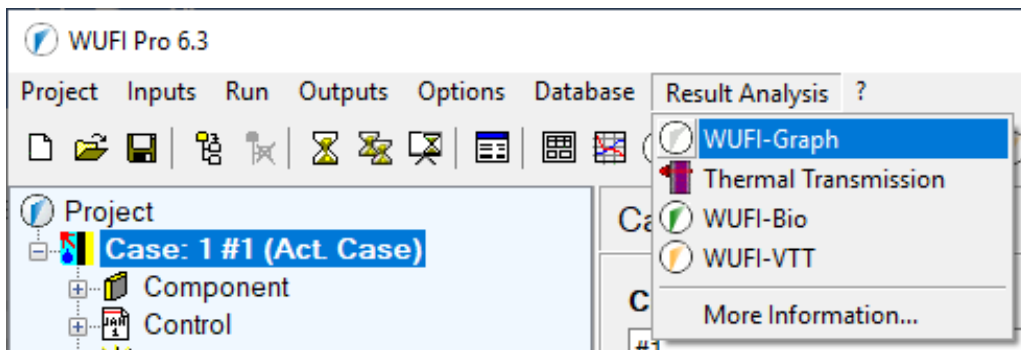 WUFI Pro 6.3
Project Inputs Run Outputs Options Database Result Analysis ?
WUFI-Graph
Thermal Transmission
WUFI-Bio
WUFI-VTT
More Information...
Project
Case: 1 #1 (Act. Case)
Component
Control
#1